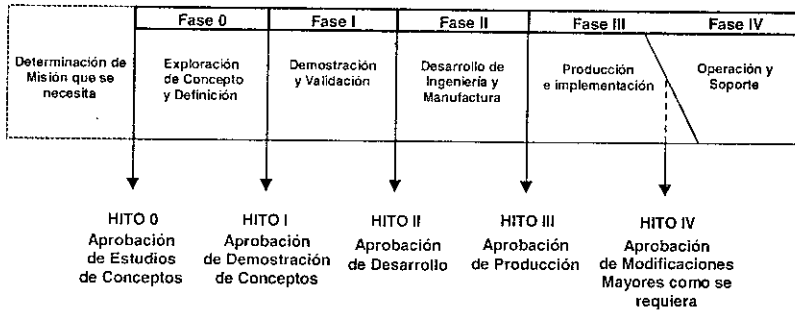 Fase 0
Fase I
Fase II
Fase III
Fase IV
Determinación de
Misión que se
necesita
Exploración
de Concepto
y Definición
Demostración
y Validación
Desarrollo de
Ingeniería y
Manufactura
Producción
e implementación
Operación y
Soporte
HITO 0
Aprobación
de Estudios
de Conceptos
HITO I
Aprobación
de Demostración
de Conceptos
HITO II
Aprobación
de Desarrollo
HITO III
Aprobación
de Producción
HITO IV
Aprobación
de Modificaciones
Mayores como se
requiera